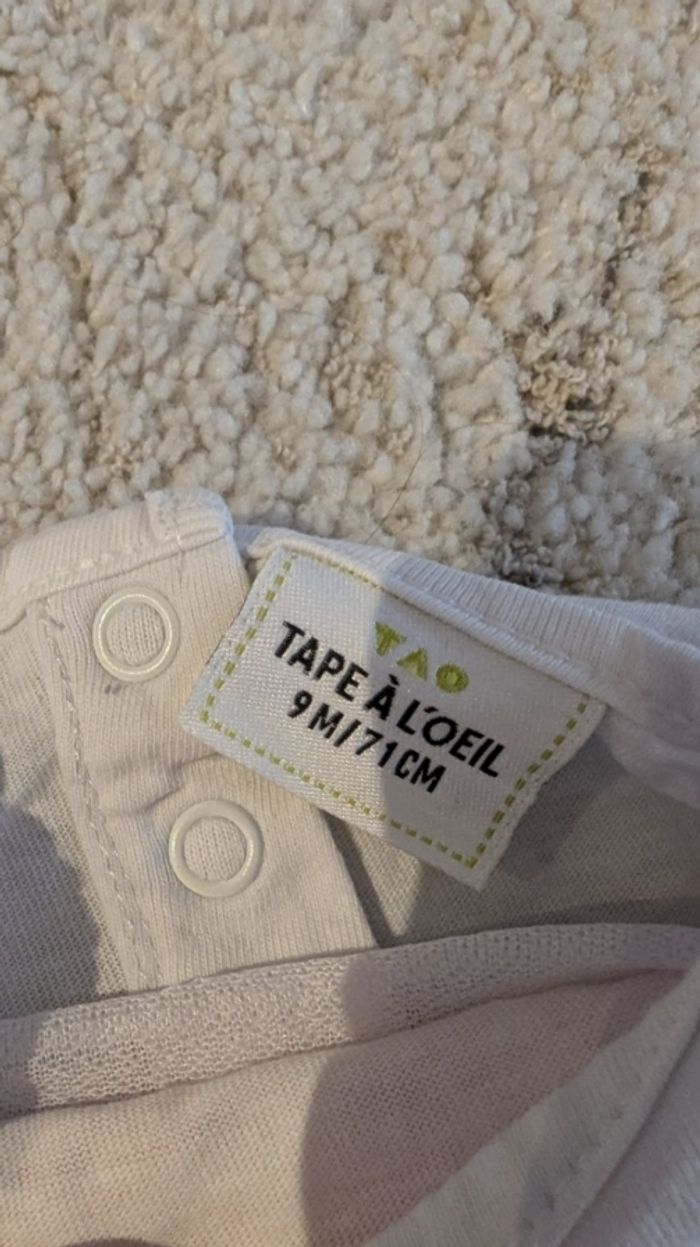 TAO
TAPE À L'OEIL
9M/71CM